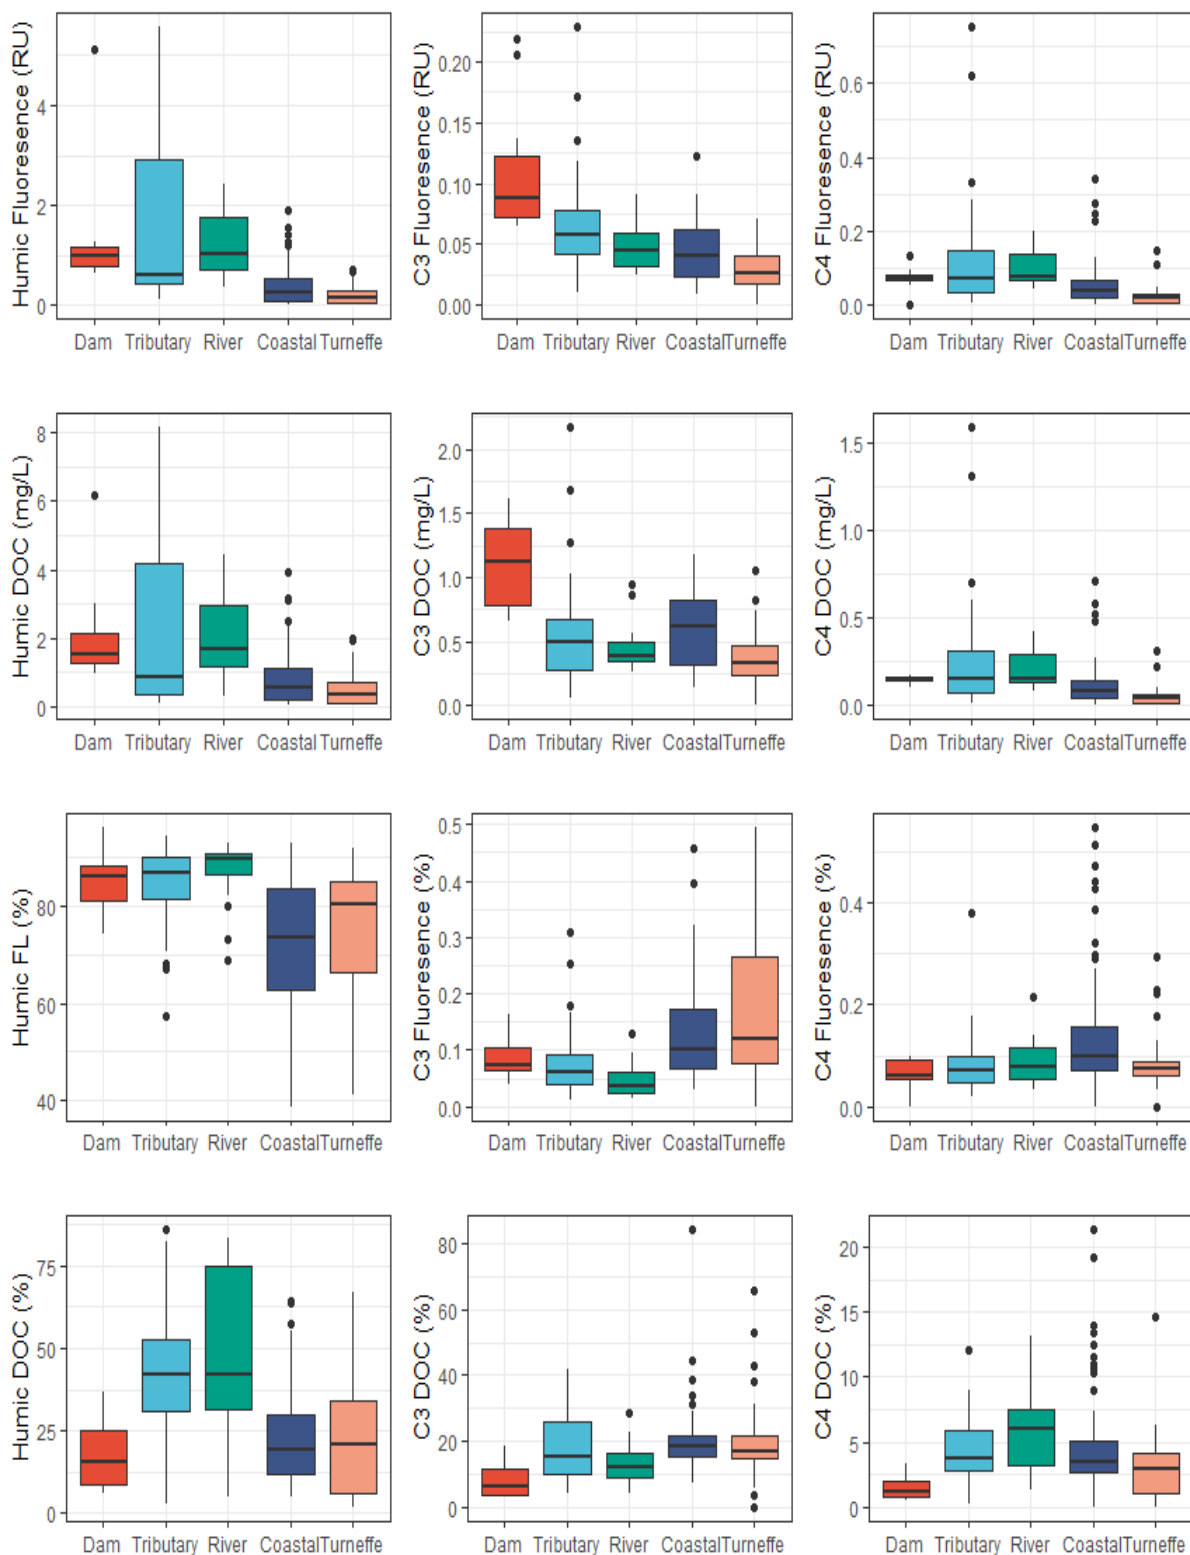 Humic Fluoresence (RU)
4
2
0
Dam Tributary River Coastal Turneffe
C3 Fluoresence (RU)
0.20
0.15
0.10
0.05
0.00
Dam Tributary River Coastal Turneffe
C4 Fluoresence (RU)
0.6
0.4
0.2
0.0
Dam Tributary River Coastal Turneffe
Humic DOC (mg/L)
8
6
4
2
0
Dam Tributary River Coastal Turneffe
C3 DOC (mg/L)
2.0
1.5
1.0
0.5
0.0
Dam Tributary River Coastal Turneffe
C4 DOC (mg/L)
1.5
1.0
0.5
0.0
Dam Tributary River Coastal Turneffe
Humic FL (%)
80
60
40
Dam Tributary River Coastal Turneffe
C3 Fluoresence (%)
0.5
0.4
0.3
0.2
0.1
0.0
Dam Tributary River Coastal Turneffe
C4 Fluoresence (%)
0.4
0.2
0.0
Dam Tributary River Coastal Turneffe
Humic DOC (%)
75
50
25
0
Dam Tributary River Coastal Turneffe
C3 DOC (%)
80
60
40
20
0
Dam Tributary River Coastal Turneffe
C4 DOC (%)
20
15
10
5
0
Dam Tributary River Coastal Turneffe